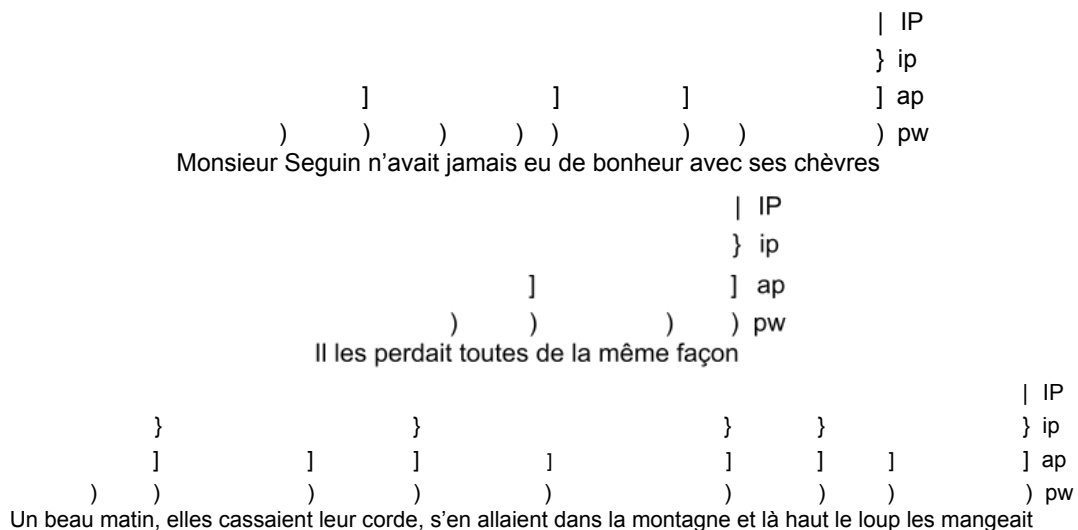 | IP
} ip
] ] ] ] ap
) ) ) ) ) ) ) ) pw
Monsieur Seguin n’avait jamais eu de bonheur avec ses chèvres
| IP
} ip
] ] ap
) ) ) ) pw
Il les perdait toutes de la même façon
| IP
} } } } } ip
] ] ] ] ] ] ] ] ap
) ) ) ) ) ) ) ) ) pw
Un beau matin, elles cassaient leur corde, s’en allaient dans la montagne et là haut le loup les mangeait